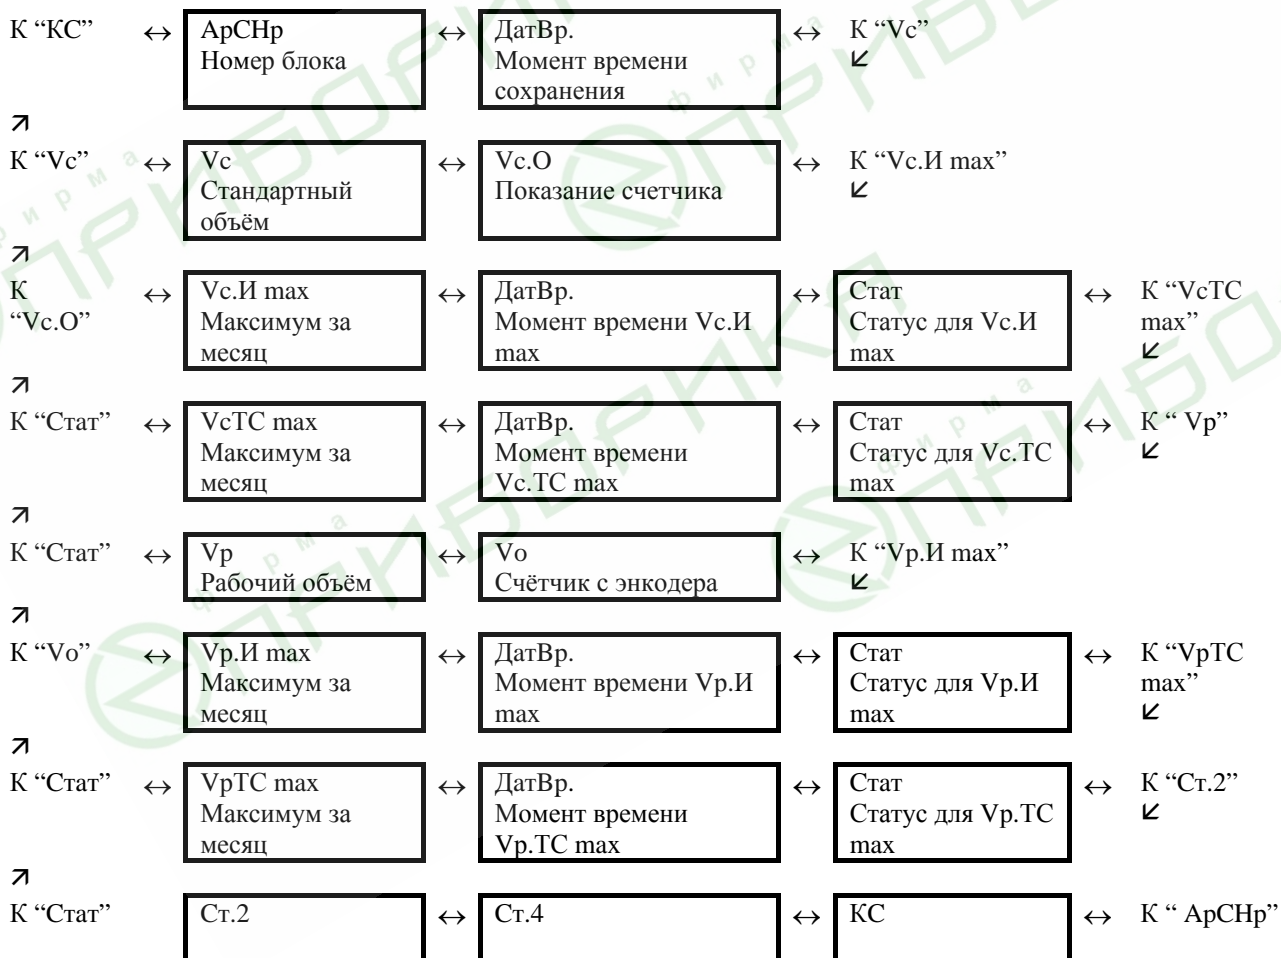 К “КС” ↔ АрСНр ↔ ДатВр. ↔ К “Vc”
Номер блока Момент времени ↙
сохранения
↗
К “Vc” ↔ Vc ↔ Vc.О ↔ К “Vc.И max”
Стандартный Показание счетчика ↙
объём
↗
К ↔ Vc.И max ↔ ДатВр. ↔ Стат ↔ К “VcTC
“Vc.О” Максимум за Момент времени Vc.И Статус для Vc.И max”
месяц max max ↙
↗
К “Стат” ↔ VcTC max ↔ ДатВр. ↔ Стат ↔ К “ Vp”
Максимум за Момент времени Статус для Vc.TC ↙
месяц Vc.TC max max
↗
К “Стат” ↔ Vp ↔ Vo ↔ К “Vp.И max”
Рабочий объём Счётчик с энкодера ↙
↗
К “Vo” ↔ Vp.И max ↔ ДатВр. ↔ Стат ↔ К “VpTC
Максимум за Момент времени Vp.И Статус для Vp.И max”
месяц max max ↙
↗
К “Стат” ↔ VpTC max ↔ ДатВр. ↔ Стат ↔ К “Ст.2”
Максимум за Момент времени Статус для Vp.TC ↙
месяц Vp.TC max max
↗
К “Стат” Ст.2 ↔ Ст.4 ↔ КС ↔ К “ АрСНр”
фирма
ПРИБОРИКА